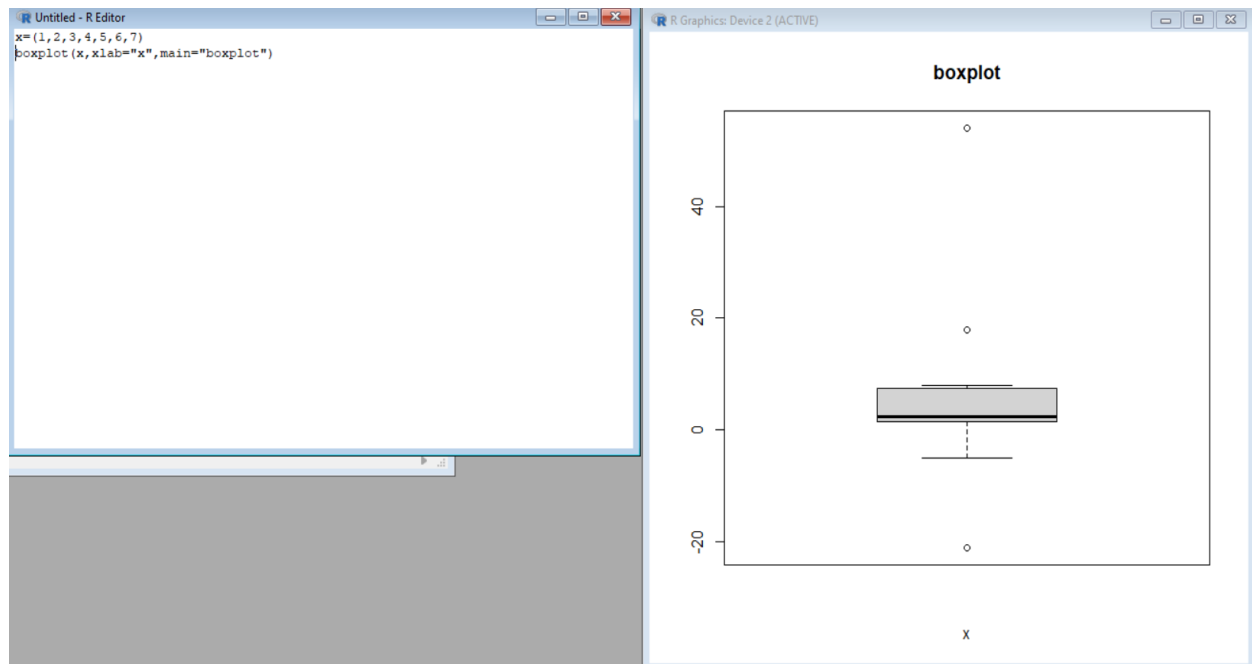 Untitled - R Editor
x=(1,2,3,4,5,6,7)
boxplot(x,xlab="x",main="boxplot")
R Graphics: Device 2 (ACTIVE)
boxplot
40
20
0
-20
x